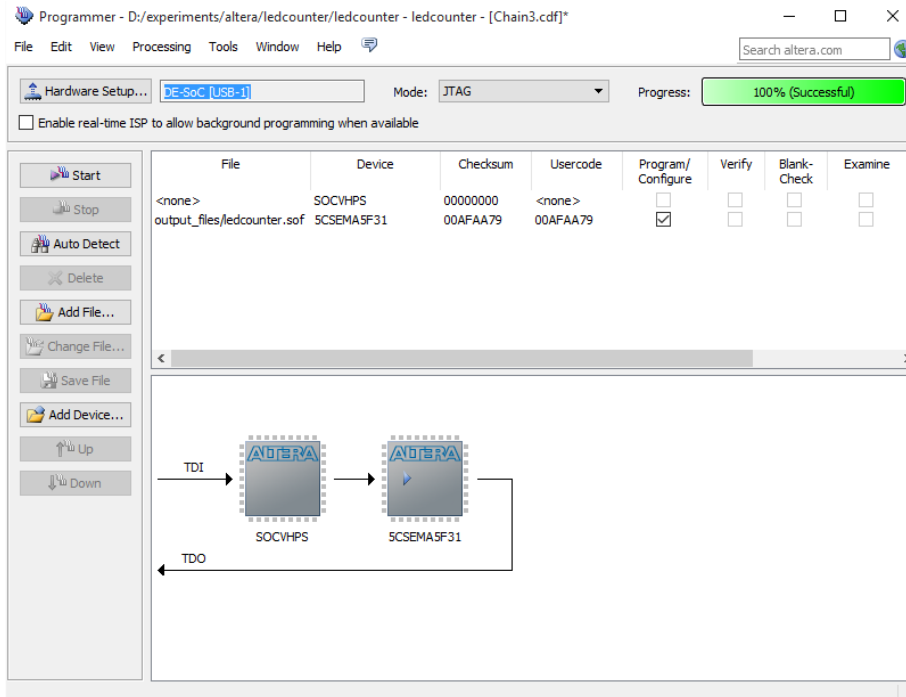 Programmer - D:/experiments/altera/ledcounter/ledcounter - ledcounter - [Chain3.cdf]*
File Edit View Processing Tools Window Help
Search altera.com
Hardware Setup... DE-SoC [USB-1] Mode: JTAG Progress: 100% (Successful)
Enable real-time ISP to allow background programming when available
Start
Stop
Auto Detect
Delete
Add File...
Change File...
Save File
Add Device...
Up
Down
File Device Checksum Usercode Program/ Configure Verify Blank- Check Examine
<none> SOCVHPS 00000000 <none>
output_files/ledcounter.sof 5CSEMA5F31 00AFAA79 00AFAA79
TDI
ALTERA
SOCVHPS
ALTERA
5CSEMA5F31
TDO